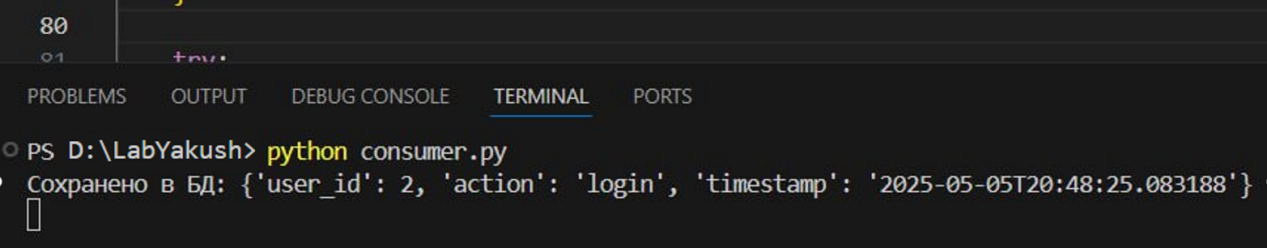 80
81 try:
PROBLEMS OUTPUT DEBUG CONSOLE TERMINAL PORTS
PS D:\LabYakush> python consumer.py
Сохранено в БД: {'user_id': 2, 'action': 'login', 'timestamp': '2025-05-05T20:48:25.083188'}